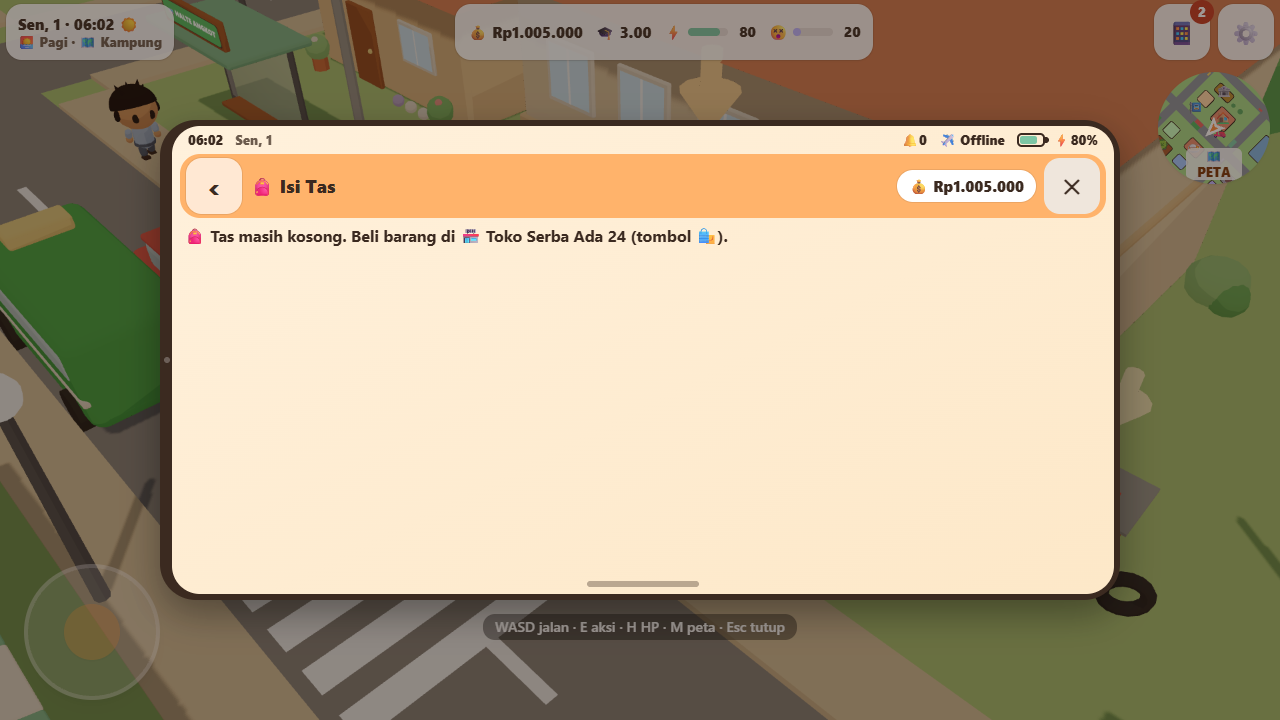 Sen, 1 · 06:02
Pagi · Kampung
HALTE ANGKOT
Rp1.005.000 3.00 80 20
2
PETA
06:02 Sen, 1
0 Offline 80%
‹ Isi Tas
Rp1.005.000
Tas masih kosong. Beli barang di Toko Serba Ada 24 (tombol ).
WASD jalan · E aksi · H HP · M peta · Esc tutup